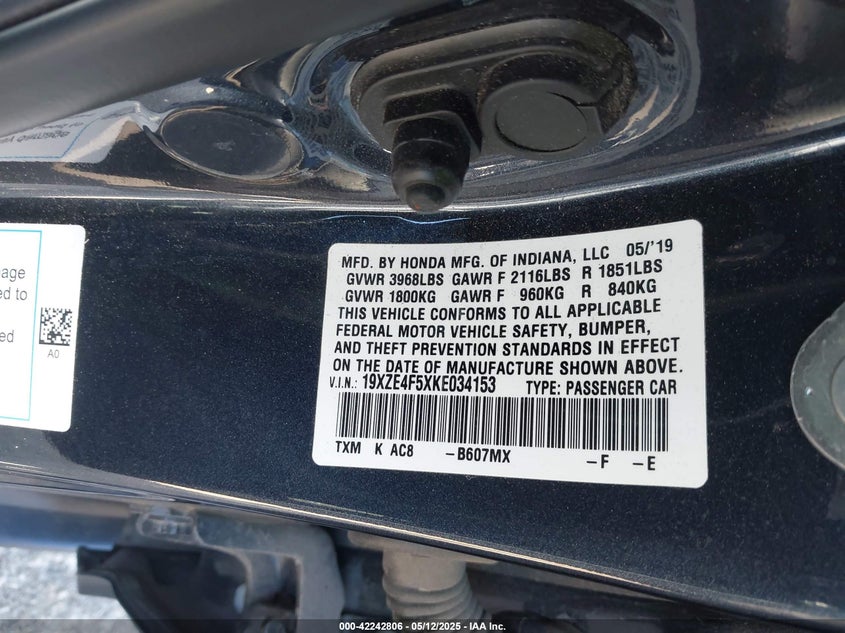 MFD. BY HONDA MFG. OF INDIANA, LLC 05/'19
GVWR 3968LBS GAWR F 2116LBS R 1851LBS
GVWR 1800KG GAWR F 960KG R 840KG
THIS VEHICLE CONFORMS TO ALL APPLICABLE
FEDERAL MOTOR VEHICLE SAFETY, BUMPER,
AND THEFT PREVENTION STANDARDS IN EFFECT
ON THE DATE OF MANUFACTURE SHOWN ABOVE.
V.I.N.: 19XZE4F5XKE034153 TYPE: PASSENGER CAR
TXM K AC8 -B607MX -F -E
age
ed to
ed
A0
000-42242806 - 05/12/2025 - IAA Inc.